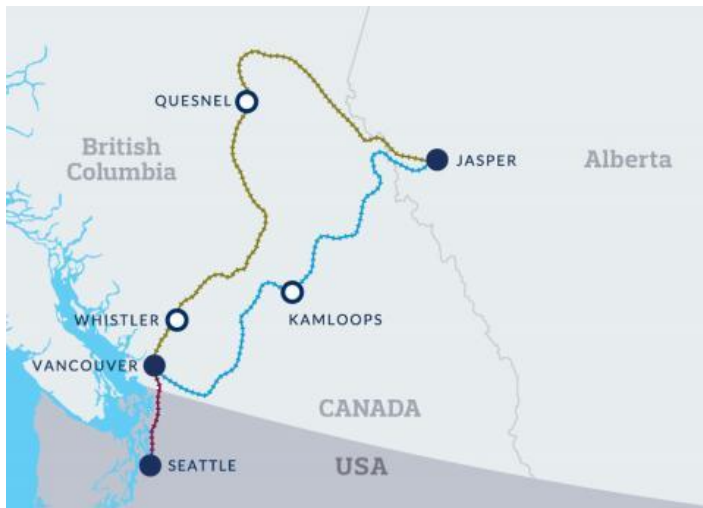 QUESNEL
British
Columbia
JASPER
Alberta
WHISTLER
KAMLOOPS
VANCOUVER
CANADA
SEATTLE
USA